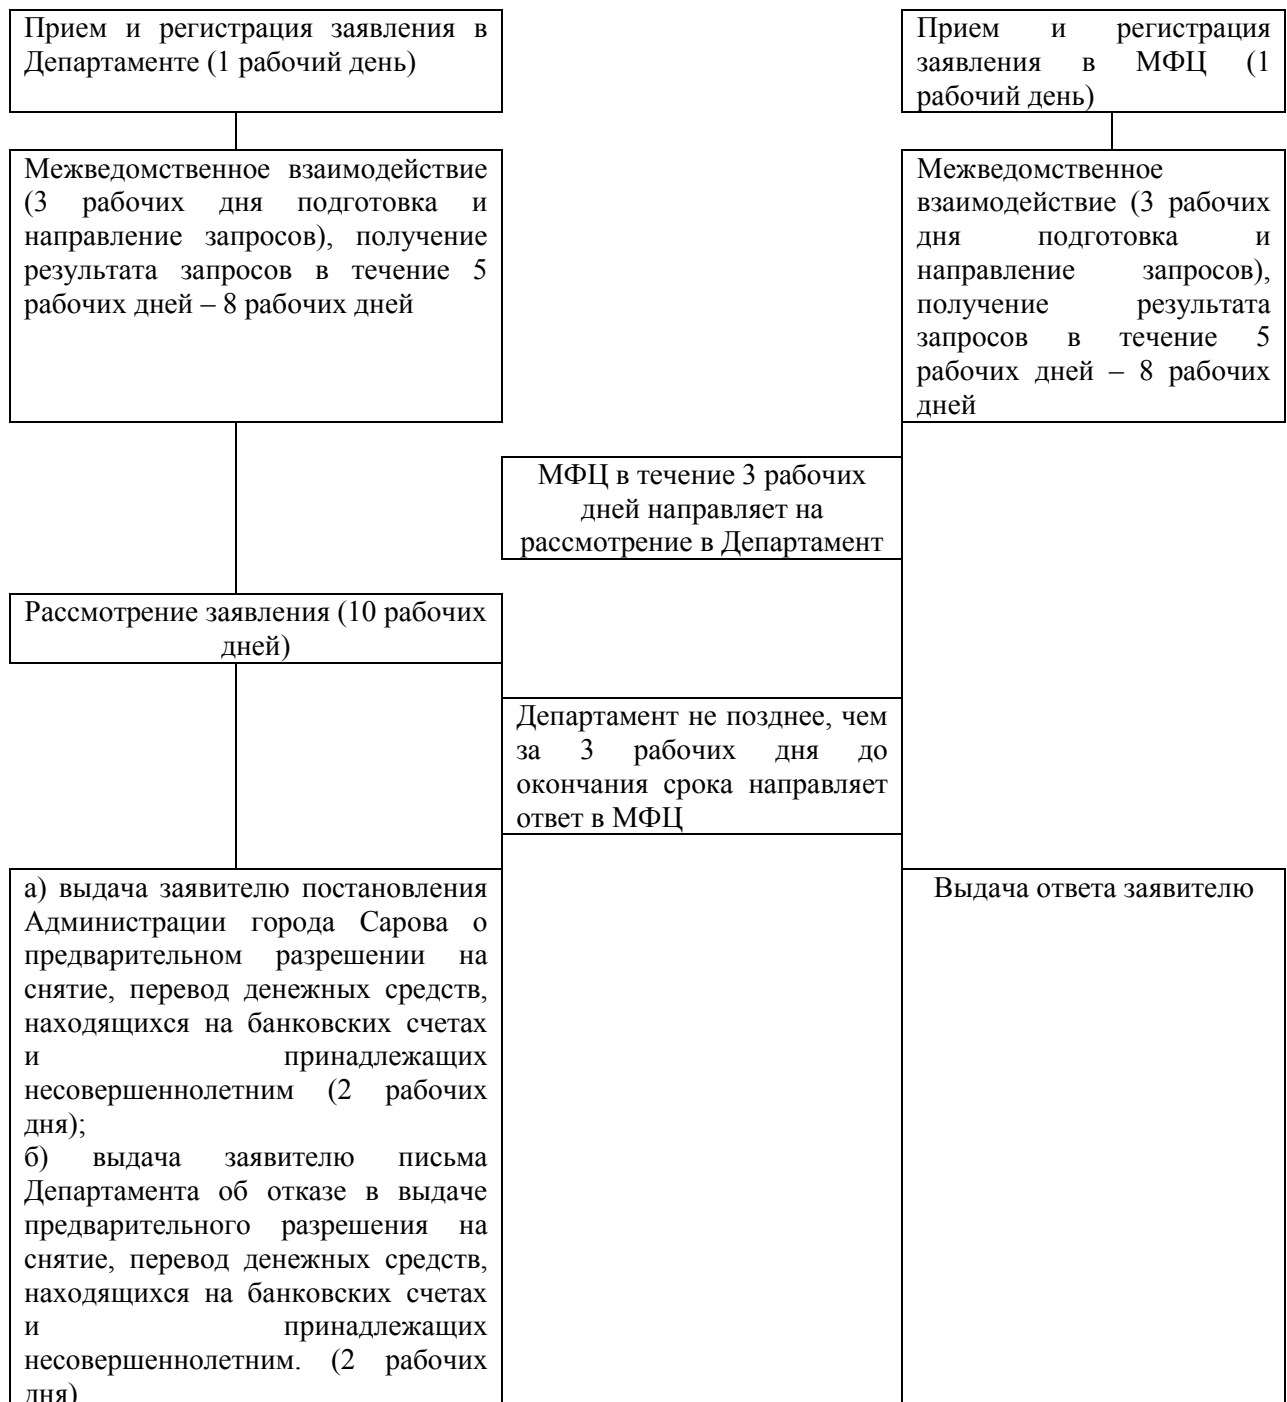 Прием и регистрация заявления в
Департаменте (1 рабочий день)
Прием и регистрация
заявления в МФЦ (1
рабочий день)
Межведомственное взаимодействие
(3 рабочих дня подготовка и
направление запросов), получение
результата запросов в течение 5
рабочих дней – 8 рабочих дней
Межведомственное
взаимодействие (3 рабочих
дня подготовка и
направление запросов),
получение результата
запросов в течение 5
рабочих дней – 8 рабочих
дней
МФЦ в течение 3 рабочих
дней направляет на
рассмотрение в Департамент
Рассмотрение заявления (10 рабочих
дней)
Департамент не позднее, чем
за 3 рабочих дня до
окончания срока направляет
ответ в МФЦ
а) выдача заявителю постановления
Администрации города Сарова о
предварительном разрешении на
снятие, перевод денежных средств,
находящихся на банковских счетах
и принадлежащих
несовершеннолетним (2 рабочих
дня);
б) выдача заявителю письма
Департамента об отказе в выдаче
предварительного разрешения на
снятие, перевод денежных средств,
находящихся на банковских счетах
и принадлежащих
несовершеннолетним. (2 рабочих
дня)
Выдача ответа заявителю